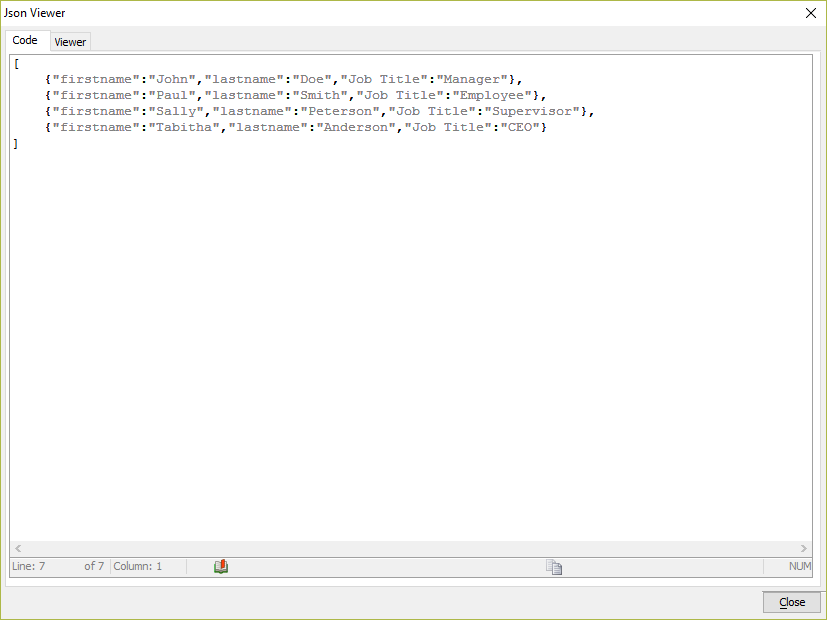 Json Viewer
Code Viewer
[
    {"firstname":"John","lastname":"Doe","Job Title":"Manager"},
    {"firstname":"Paul","lastname":"Smith","Job Title":"Employee"},
    {"firstname":"Sally","lastname":"Peterson","Job Title":"Supervisor"},
    {"firstname":"Tabitha","lastname":"Anderson","Job Title":"CEO"}
]
Line: 7 of 7 Column: 1 NUM
Close